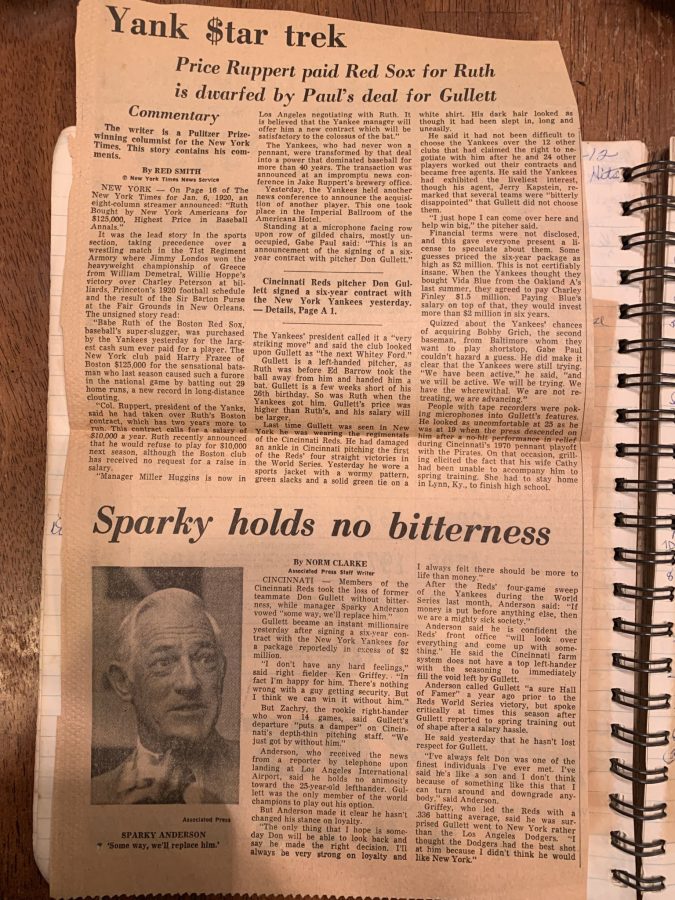 Yank $tar trek
Price Ruppert paid Red Sox for Ruth
is dwarfed by Paul's deal for Gullett
Commentary
The writer is a Pulitzer Prize-
winning columnist for the New York
Times. This story contains his com-
ments.
By RED SMITH
© New York Times News Service
NEW YORK — On Page 16 of The
New York Times for Jan. 6, 1920, an
eight-column streamer announced: "Ruth
Bought by New York Americans for
$125,000, Highest Price in Baseball
Annals."
It was the lead story in the sports
section, taking precedence over a
wrestling match in the 71st Regiment
Armory where Jimmy Londos won the
heavyweight championship of Greece
from William Demetral, Willie Hoppe's
victory over Charley Peterson at bil-
liards, Princeton's 1920 football schedule
and the result of the Sir Barton Purse
at the Fair Grounds in New Orleans.
The unsigned story read:
"Babe Ruth of the Boston Red Sox,
baseball's super-slugger, was purchased
by the Yankees yesterday for the larg-
est cash sum ever paid for a player. The
New York club paid Harry Frazee of
Boston $125,000 for the sensational bats-
man who last season caused such a furore
in the national game by batting out 29
home runs, a new record in long-distance
clouting.
"Col. Ruppert, president of the Yanks,
said he had taken over Ruth's Boston
contract, which has two years more to
run. This contract calls for a salary of
$10,000 a year. Ruth recently announced
that he would refuse to play for $10,000
next season, although the Boston club
has received no request for a raise in
salary.
"Manager Miller Huggins is now in
Los Angeles negotiating with Ruth. It
is believed that the Yankee manager will
offer him a new contract which will be
satisfactory to the colossus of the bat."
The Yankees, who had never won a
pennant, were transformed by that deal
into a power that dominated baseball for
more than 40 years. The transaction was
announced at an impromptu news con-
ference in Jake Ruppert's brewery office.
Yesterday, the Yankees held another
news conference to announce the acquisi-
tion of another player. This one took
place in the Imperial Ballroom of the
Americana Hotel.
Standing at a microphone facing row
upon row of gilded chairs, mostly un-
occupied, Gabe Paul said: "This is an
announcement of the signing of a six-
year contract with pitcher Don Gullett."
Cincinnati Reds pitcher Don Gul-
lett signed a six-year contract with
the New York Yankees yesterday.
— Details, Page A 1.
The Yankees' president called it a "very
striking move" and said the club looked
upon Gullett as "the next Whitey Ford."
Gullett is a left-handed pitcher, as
Ruth was before Ed Barrow took the
ball away from him and handed him a
bat. Gullett is a few weeks short of his
26th birthday. So was Ruth when the
Yankees got him. Gullett's price was
higher than Ruth's, and his salary will
be larger.
Last time Gullett was seen in New
York he was wearing the regimentals
of the Cincinnati Reds. He had damaged
an ankle in Cincinnati pitching the first
of the Reds' four straight victories in
the World Series. Yesterday he wore a
sports jacket with a wormy pattern,
green slacks and a solid green tie on a
white shirt. His dark hair looked as
though it had been slept in, long and
uneasily.
He said it had not been difficult to
choose the Yankees over the 12 other
clubs that had claimed the right to ne-
gotiate with him after he and 24 other
players worked out their contracts and
became free agents. He said the Yankees
had exhibited the liveliest interest,
though his agent, Jerry Kapstein, re-
marked that several teams were "bitterly
disappointed" that Gullett did not choose
them.
"I just hope I can come over here and
help win big," the pitcher said.
Financial terms were not disclosed,
and this gave everyone present a li-
cense to speculate about them. Some
guesses priced the six-year package as
high as $2 million. This is not certifiably
insane. When the Yankees thought they
bought Vida Blue from the Oakland A's
last summer, they agreed to pay Charley
Finley $1.5 million. Paying Blue's
salary on top of that, they would invest
more than $2 million in six years.
Quizzed about the Yankees' chances
of acquiring Bobby Grich, the second
baseman, from Baltimore whom they
want to play shortstop, Gabe Paul
couldn't hazard a guess. He did make it
clear that the Yankees were still trying.
"We have been active," he said, "and
we will be active. We will be trying. We
have the wherewithal. We are not re-
treating, we are advancing."
People with tape recorders were pok-
ing microphones into Gullett's features.
He looked as uncomfortable at 25 as he
was at 19 when the press descended on
him after a no-hit performance in relief
during Cincinnati's 1970 pennant playoff
with the Pirates. On that occasion, grill-
ing elicited the fact that his wife Cathy
had been unable to accompany him to
spring training. She had to stay home
in Lynn, Ky., to finish high school.
Sparky holds no bitterness
Associated Press
SPARKY ANDERSON
'Some way, we'll replace him.'
By NORM CLARKE
Associated Press Staff Writer
CINCINNATI — Members of the
Cincinnati Reds took the loss of former
teammate Don Gullett without bitter-
ness, while manager Sparky Anderson
vowed "some way, we'll replace him."
Gullett became an instant millionaire
yesterday after signing a six-year con-
tract with the New York Yankees for
a package reportedly in excess of $2
million.
"I don't have any hard feelings,"
said right fielder Ken Griffey. "In
fact I'm happy for him. There's nothing
wrong with a guy getting security. But
I think we can win it without him."
But Zachry, the rookie right-hander
who won 14 games, said Gullett's
departure "puts a damper" on Cincin-
nati's depth-thin pitching staff. "We
just got by without him."
Anderson, who received the news
from a reporter by telephone upon
landing at Los Angeles International
Airport, said he holds no animosity
toward the 25-year-old lefthander. Gul-
lett was the only member of the world
champions to play out his option.
But Anderson made it clear he hasn't
changed his stance on loyalty.
"The only thing that I hope is some-
day Don will be able to look back and
say he made the right decision. I'll
always be very strong on loyalty and
I always felt there should be more to
life than money."
After the Reds' four-game sweep
of the Yankees during the World
Series last month, Anderson said: "If
money is put before anything else, then
we are a mighty sick society."
Anderson said he is confident the
Reds' front office "will look over
everything and come up with some-
thing." He said the Cincinnati farm
system does not have a top left-hander
with the seasoning to immediately
fill the void left by Gullett.
Anderson called Gullett "a sure Hall
of Famer" a year ago prior to the
Reds World Series victory, but spoke
critically at times this season after
Gullett reported to spring training out
of shape after a salary hassle.
He said yesterday that he hasn't lost
respect for Gullett.
"I've always felt Don was one of the
finest individuals I've ever met. I've
said he's like a son and I don't think
because of something like this that I
can turn around and downgrade any-
body," said Anderson.
Griffey, who led the Reds with a
.336 batting average, said he was sur-
prised Gullett went to New York rather
than the Los Angeles Dodgers. "I
thought the Dodgers had the best shot
at him because I didn't think he would
like New York."